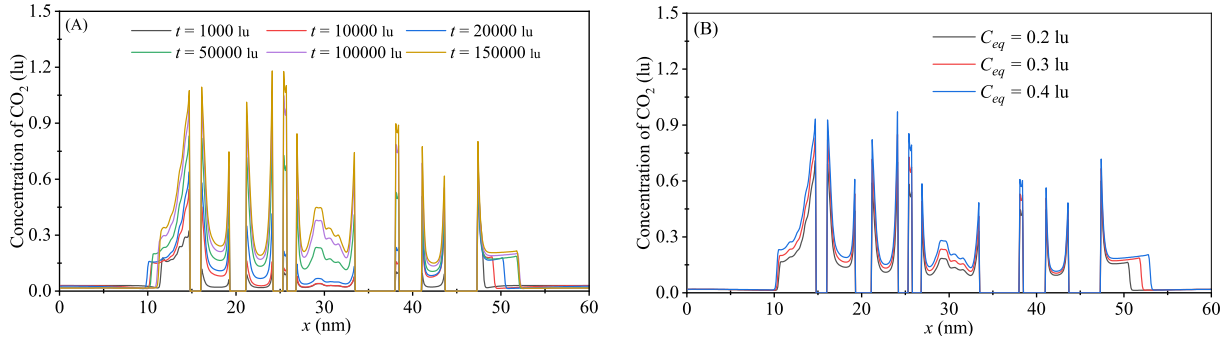 (A)
t = 1000 lu t = 10000 lu t = 20000 lu
t = 50000 lu t = 100000 lu t = 150000 lu
Concentration of CO₂ (lu)
1.5
1.2
0.9
0.6
0.3
0.0
0 10 20 30 40 50 60
x (nm)
(B)
C_eq = 0.2 lu
C_eq = 0.3 lu
C_eq = 0.4 lu
Concentration of CO₂ (lu)
1.5
1.2
0.9
0.6
0.3
0.0
0 10 20 30 40 50 60
x (nm)